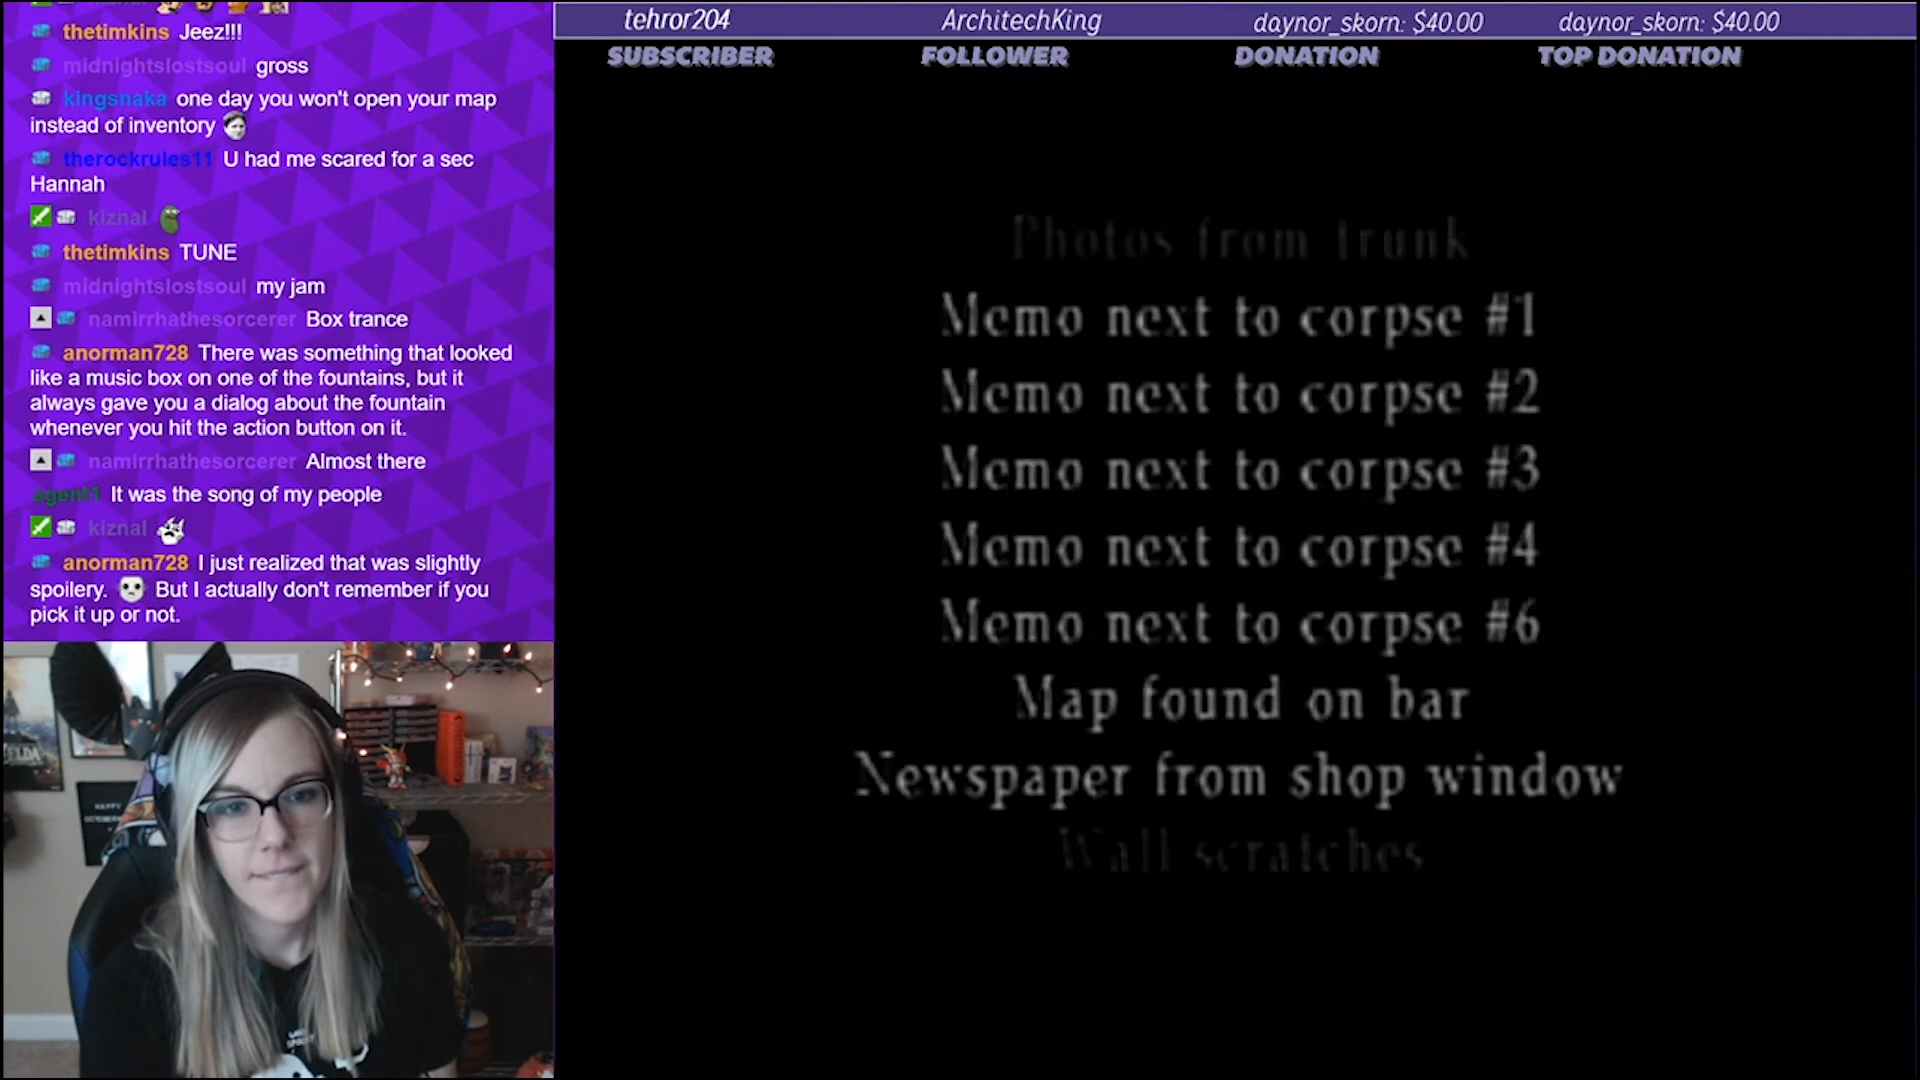 thetimkins Jeez!!!
midnightslostsoul gross
kingsnaka one day you won't open your map
instead of inventory
therockrules11 U had me scared for a sec
Hannah
kiznal
thetimkins TUNE
midnightslostsoul my jam
namirrhathesorcerer Box trance
anorman728 There was something that looked
like a music box on one of the fountains, but it
always gave you a dialog about the fountain
whenever you hit the action button on it.
namirrhathesorcerer Almost there
agent1 It was the song of my people
kiznal
anorman728 I just realized that was slightly
spoilery. But I actually don't remember if you
pick it up or not.
tehror204 ArchitechKing daynor_skorn: $40.00 daynor_skorn: $40.00
SUBSCRIBER FOLLOWER DONATION TOP DONATION
Photos from trunk
Memo next to corpse #1
Memo next to corpse #2
Memo next to corpse #3
Memo next to corpse #4
Memo next to corpse #6
Map found on bar
Newspaper from shop window
Wall scratches
HAPPY